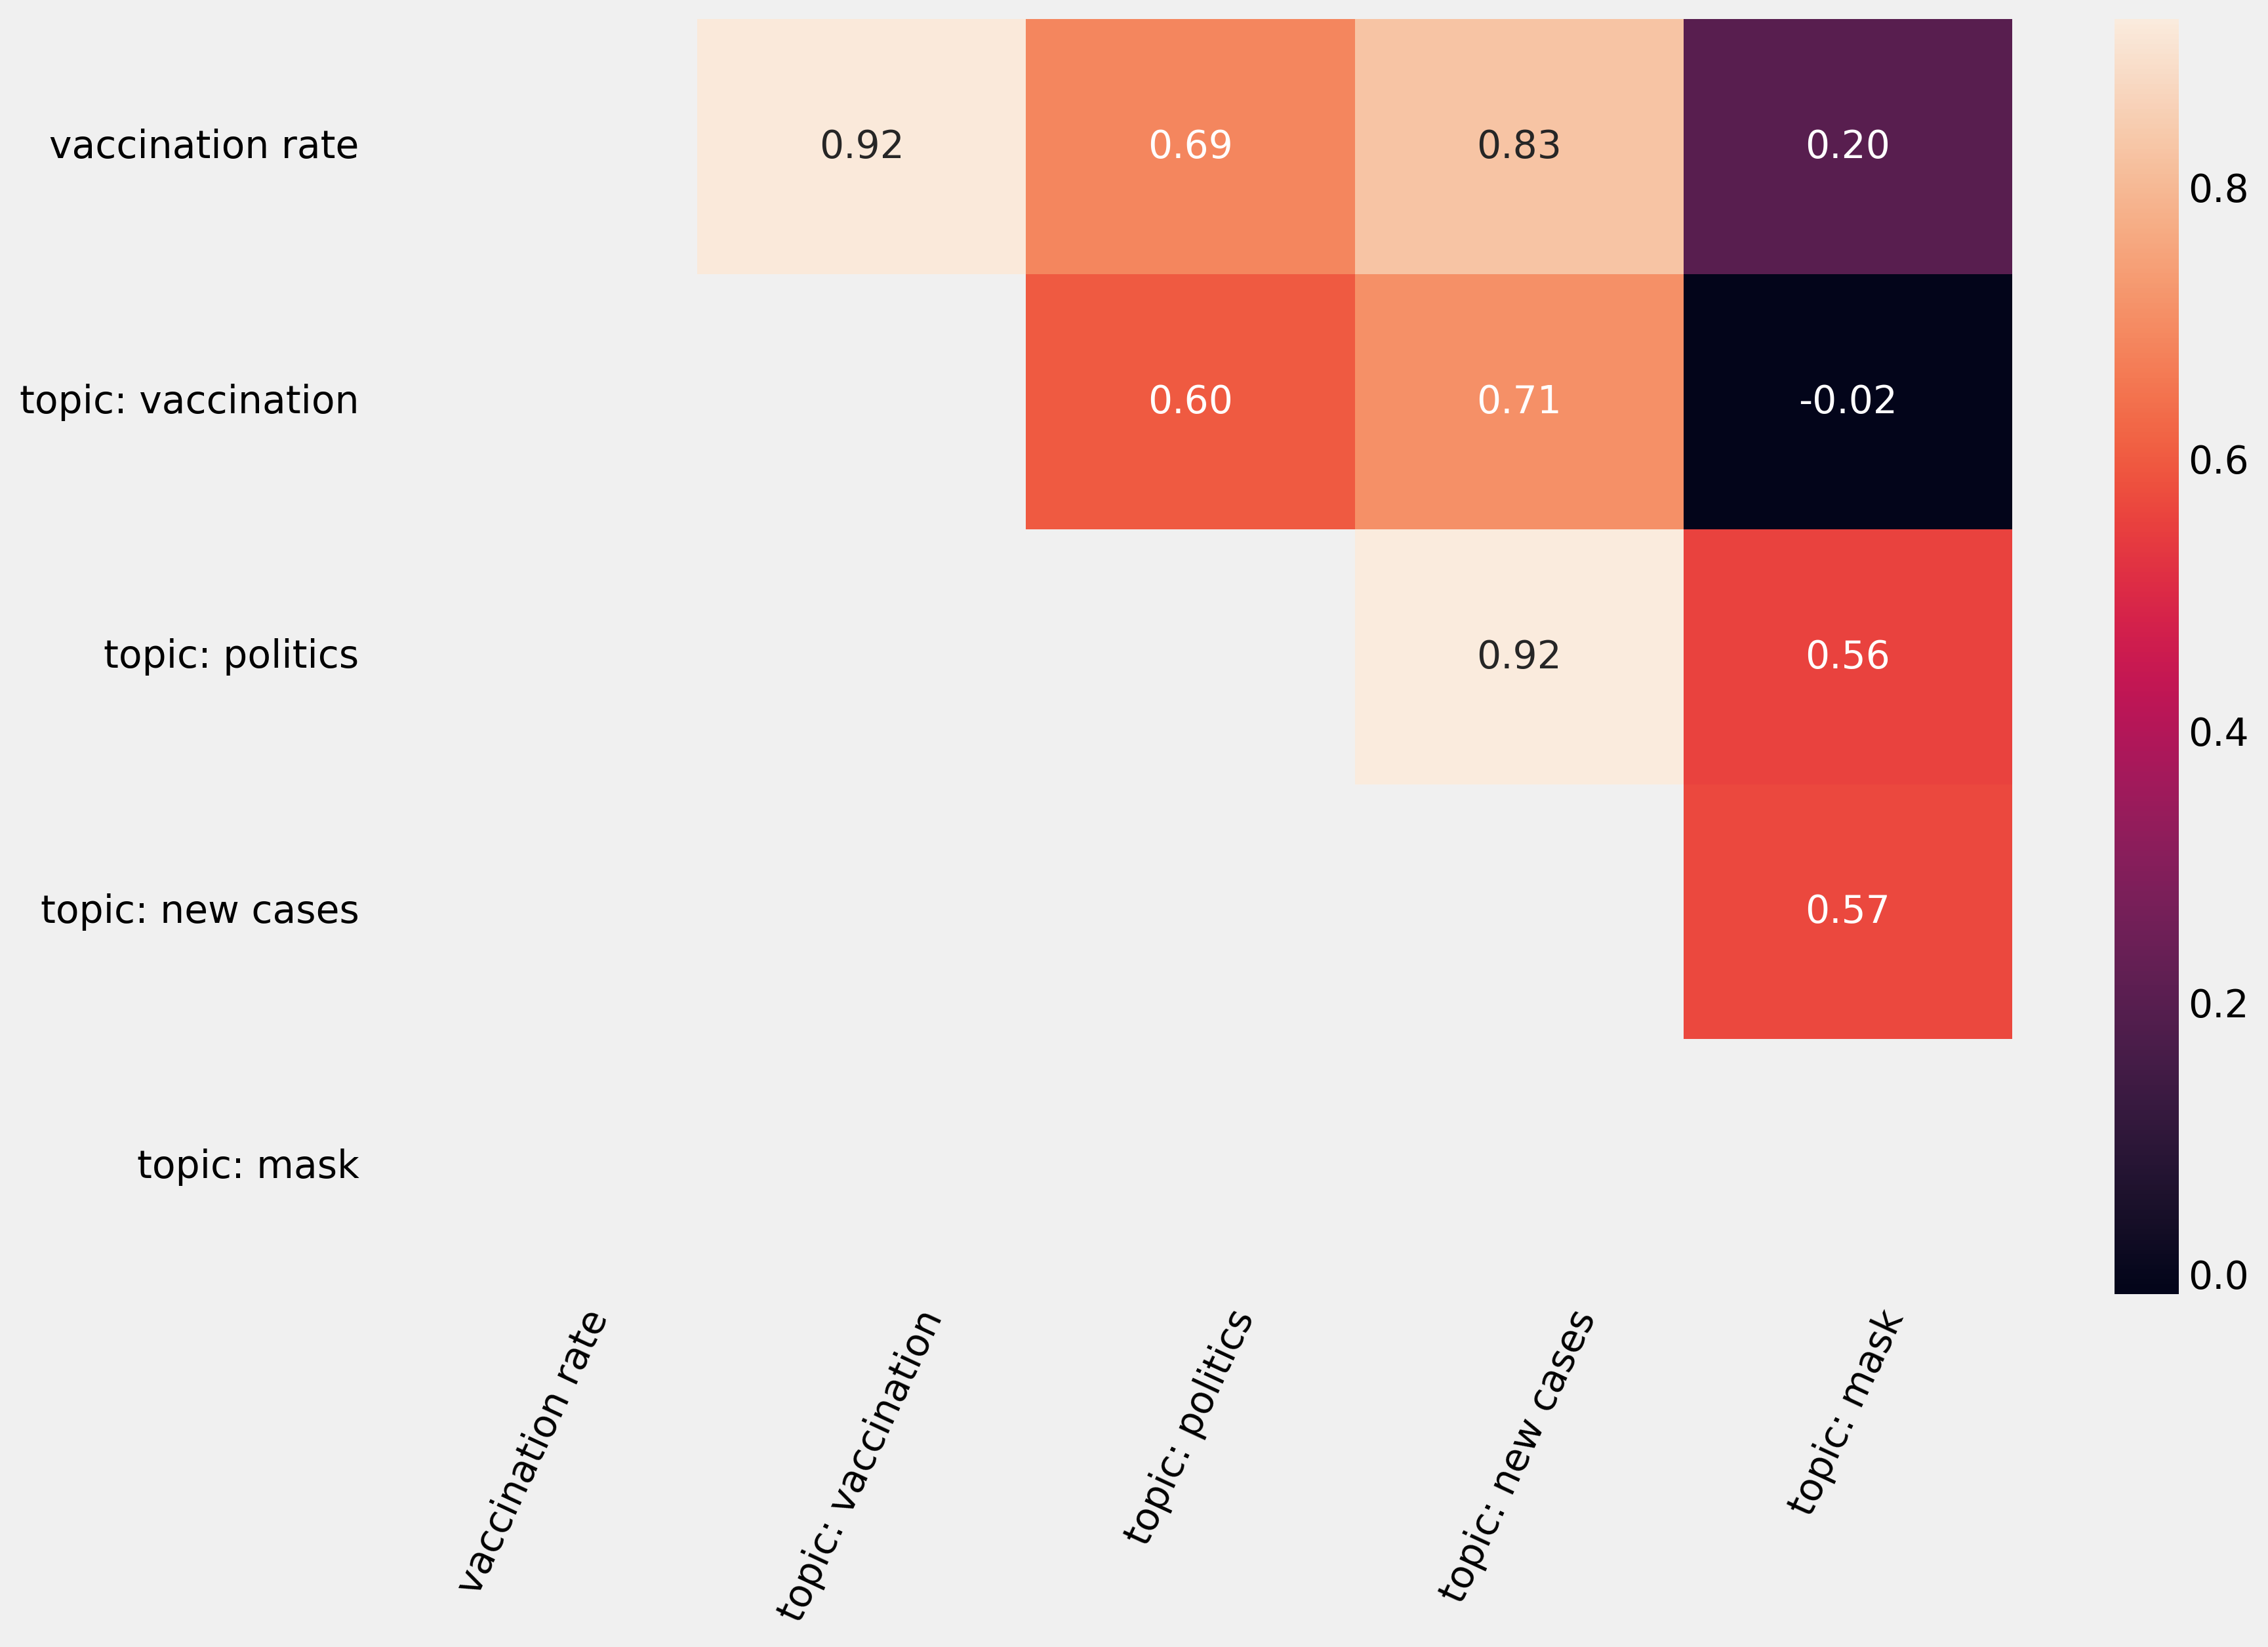 vaccination rate 0.92 0.69 0.83 0.20
topic: vaccination 0.60 0.71 -0.02
topic: politics 0.92 0.56
topic: new cases 0.57
topic: mask
vaccination rate
topic: vaccination
topic: politics
topic: new cases
topic: mask
0.8
0.6
0.4
0.2
0.0